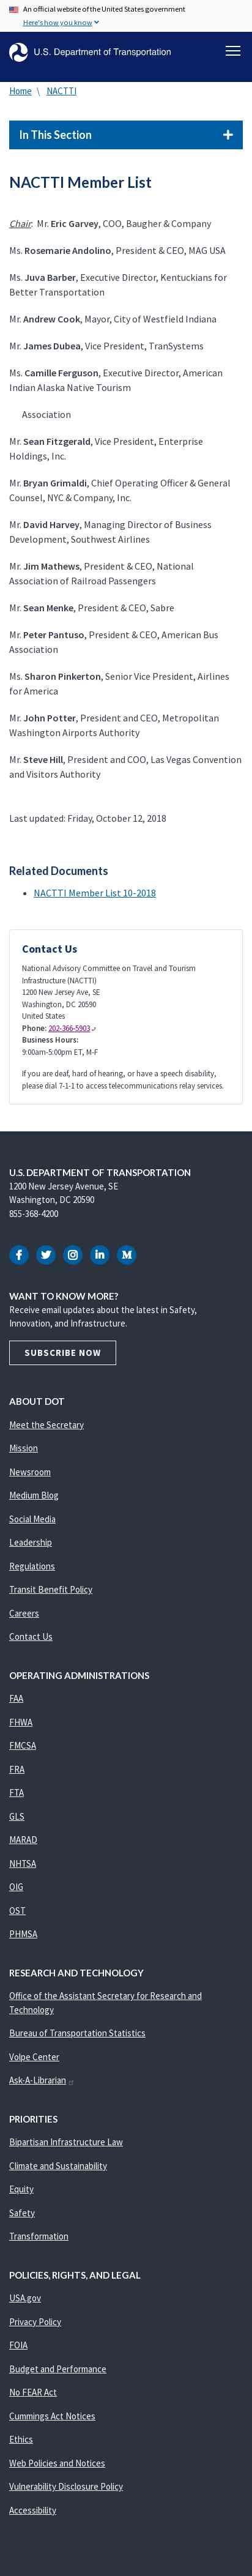 An official website of the United States government
Here's how you know
U.S. Department of Transportation
Home \ NACTTI
In This Section
NACTTI Member List
Chair: Mr. Eric Garvey, COO, Baugher & Company
Ms. Rosemarie Andolino, President & CEO, MAG USA
Ms. Juva Barber, Executive Director, Kentuckians for
Better Transportation
Mr. Andrew Cook, Mayor, City of Westfield Indiana
Mr. James Dubea, Vice President, TranSystems
Ms. Camille Ferguson, Executive Director, American
Indian Alaska Native Tourism
Association
Mr. Sean Fitzgerald, Vice President, Enterprise
Holdings, Inc.
Mr. Bryan Grimaldi, Chief Operating Officer & General
Counsel, NYC & Company, Inc.
Mr. David Harvey, Managing Director of Business
Development, Southwest Airlines
Mr. Jim Mathews, President & CEO, National
Association of Railroad Passengers
Mr. Sean Menke, President & CEO, Sabre
Mr. Peter Pantuso, President & CEO, American Bus
Association
Ms. Sharon Pinkerton, Senior Vice President, Airlines
for America
Mr. John Potter, President and CEO, Metropolitan
Washington Airports Authority
Mr. Steve Hill, President and COO, Las Vegas Convention
and Visitors Authority
Last updated: Friday, October 12, 2018
Related Documents
NACTTI Member List 10-2018
Contact Us
National Advisory Committee on Travel and Tourism
Infrastructure (NACTTI)
1200 New Jersey Ave, SE
Washington, DC 20590
United States
Phone: 202-366-5903
Business Hours:
9:00am-5:00pm ET, M-F
If you are deaf, hard of hearing, or have a speech disability,
please dial 7-1-1 to access telecommunications relay services.
U.S. DEPARTMENT OF TRANSPORTATION
1200 New Jersey Avenue, SE
Washington, DC 20590
855-368-4200
WANT TO KNOW MORE?
Receive email updates about the latest in Safety,
Innovation, and Infrastructure.
SUBSCRIBE NOW
ABOUT DOT
Meet the Secretary
Mission
Newsroom
Medium Blog
Social Media
Leadership
Regulations
Transit Benefit Policy
Careers
Contact Us
OPERATING ADMINISTRATIONS
FAA
FHWA
FMCSA
FRA
FTA
GLS
MARAD
NHTSA
OIG
OST
PHMSA
RESEARCH AND TECHNOLOGY
Office of the Assistant Secretary for Research and
Technology
Bureau of Transportation Statistics
Volpe Center
Ask-A-Librarian
PRIORITIES
Bipartisan Infrastructure Law
Climate and Sustainability
Equity
Safety
Transformation
POLICIES, RIGHTS, AND LEGAL
USA.gov
Privacy Policy
FOIA
Budget and Performance
No FEAR Act
Cummings Act Notices
Ethics
Web Policies and Notices
Vulnerability Disclosure Policy
Accessibility